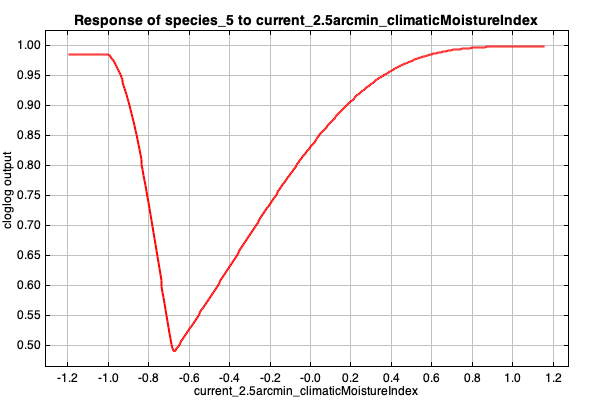 Response of species_5 to current_2.5arcmin_climaticMoistureIndex
1.00
0.95
0.90
0.85
0.80
0.75
0.70
0.65
0.60
0.55
0.50
cloglog output
-1.2 -1.0 -0.8 -0.6 -0.4 -0.2 -0.0 0.2 0.4 0.6 0.8 1.0 1.2
current_2.5arcmin_climaticMoistureIndex